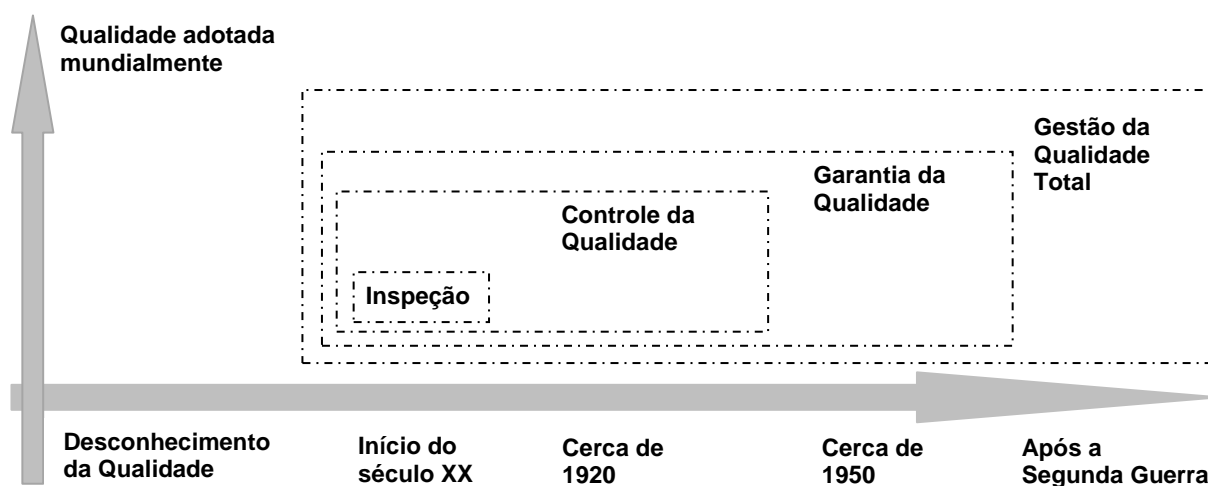 Qualidade adotada
mundialmente
Gestão da
Qualidade
Total
Garantia da
Qualidade
Controle da
Qualidade
Inspeção
Desconhecimento
da Qualidade
Início do
século XX
Cerca de
1920
Cerca de
1950
Após a
Segunda Guerra